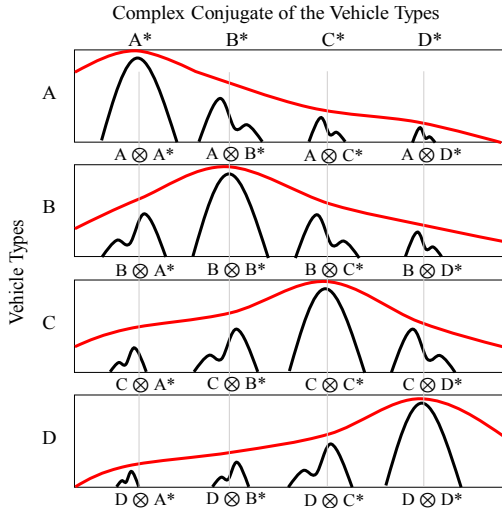 Complex Conjugate of the Vehicle Types
A* B* C* D*
Vehicle Types
A
A ⊗ A* A ⊗ B* A ⊗ C* A ⊗ D*
B
B ⊗ A* B ⊗ B* B ⊗ C* B ⊗ D*
C
C ⊗ A* C ⊗ B* C ⊗ C* C ⊗ D*
D
D ⊗ A* D ⊗ B* D ⊗ C* D ⊗ D*